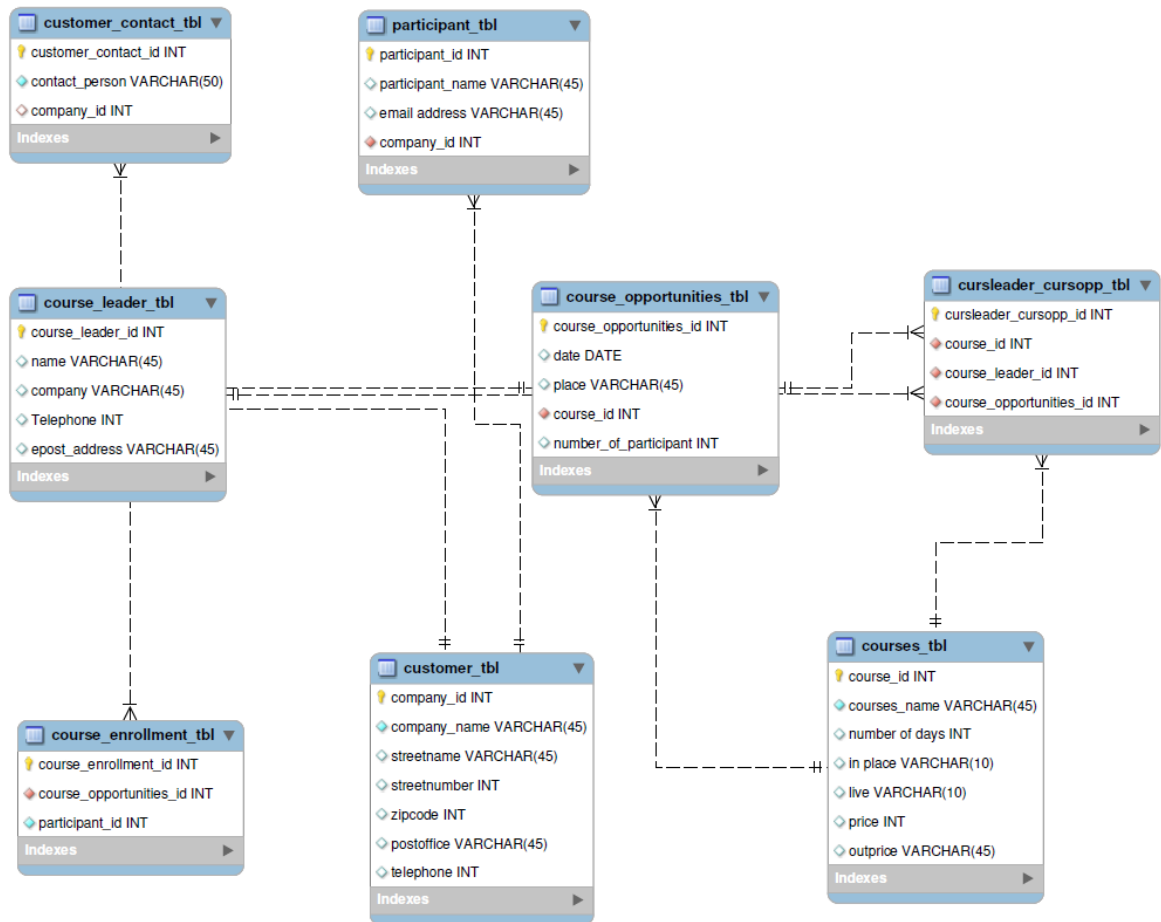 customer_contact_tbl
customer_contact_id INT
contact_person VARCHAR(50)
company_id INT
Indexes
participant_tbl
participant_id INT
participant_name VARCHAR(45)
email address VARCHAR(45)
company_id INT
Indexes
course_leader_tbl
course_leader_id INT
name VARCHAR(45)
company VARCHAR(45)
Telephone INT
epost_address VARCHAR(45)
Indexes
course_opportunities_tbl
course_opportunities_id INT
date DATE
place VARCHAR(45)
course_id INT
number_of_participant INT
Indexes
cursleader_cursopp_tbl
cursleader_cursopp_id INT
course_id INT
course_leader_id INT
course_opportunities_id INT
Indexes
course_enrollment_tbl
course_enrollment_id INT
course_opportunities_id INT
participant_id INT
Indexes
customer_tbl
company_id INT
company_name VARCHAR(45)
streetname VARCHAR(45)
streetnumber INT
zipcode INT
postoffice VARCHAR(45)
telephone INT
Indexes
courses_tbl
course_id INT
courses_name VARCHAR(45)
number of days INT
in place VARCHAR(10)
live VARCHAR(10)
price INT
outprice VARCHAR(45)
Indexes